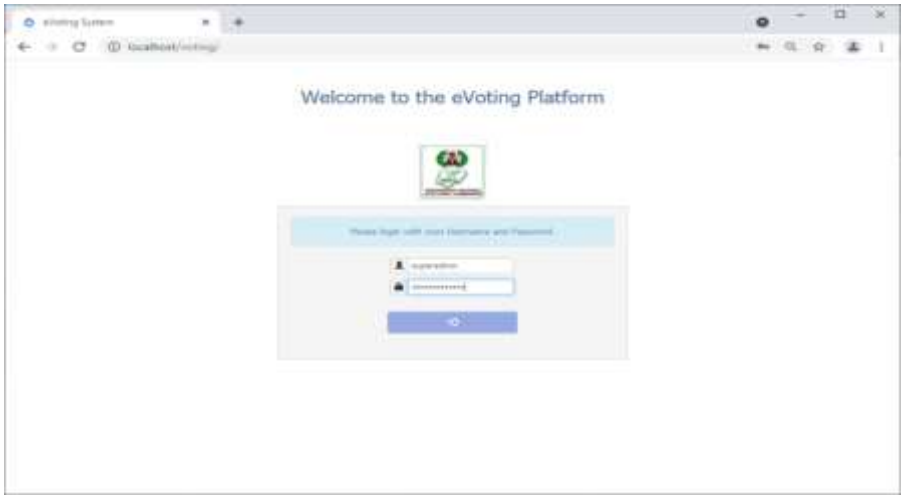 eVoting System
localhost/voting/
Welcome to the eVoting Platform
Please login with your Username and Password
superadmin